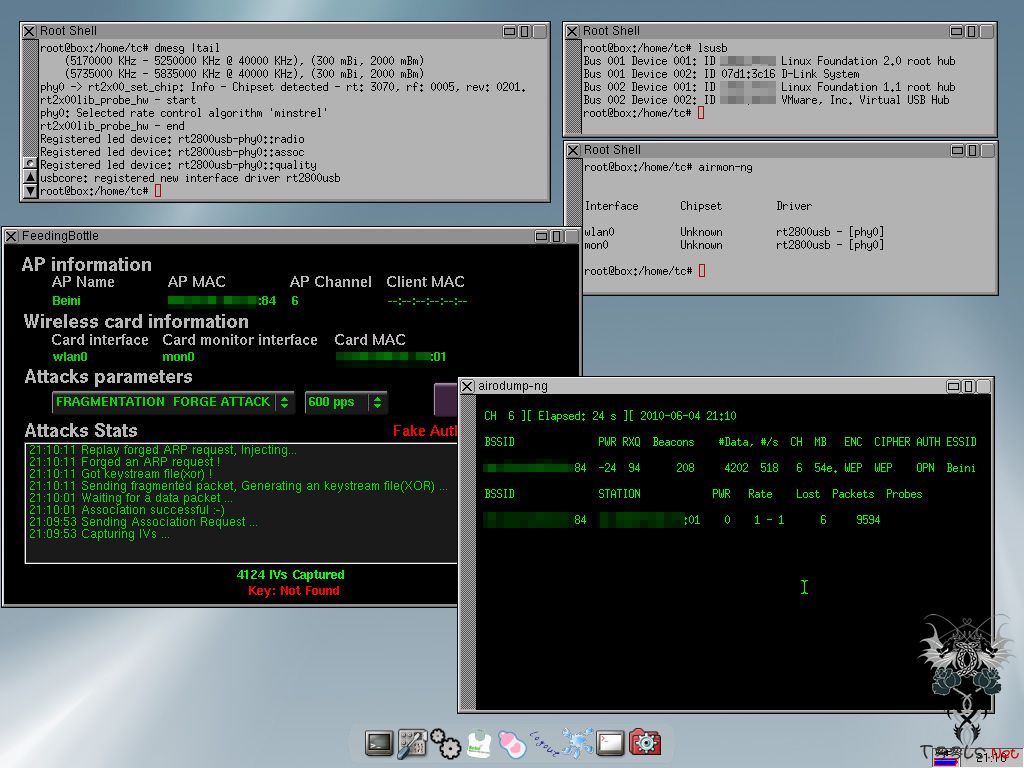 Root Shell
root@box:/home/tc# dmesg |tail
(5170000 KHz - 5250000 KHz @ 40000 KHz), (300 mBi, 2000 mBm)
(5735000 KHz - 5835000 KHz @ 40000 KHz), (300 mBi, 2000 mBm)
phy0 -> rt2x00_set_chip: Info - Chipset detected - rt: 3070, rf: 0005, rev: 0201.
rt2x00lib_probe_hw - start
phy0: Selected rate control algorithm 'minstrel'
rt2x00lib_probe_hw - end
Registered led device: rt2800usb-phy0::radio
Registered led device: rt2800usb-phy0::assoc
Registered led device: rt2800usb-phy0::quality
usbcore: registered new interface driver rt2800usb
root@box:/home/tc#
Root Shell
root@box:/home/tc# lsusb
Bus 001 Device 001: ID Linux Foundation 2.0 root hub
Bus 001 Device 002: ID 07d1:3c16 D-Link System
Bus 002 Device 001: ID Linux Foundation 1.1 root hub
Bus 002 Device 002: ID VMware, Inc. Virtual USB Hub
root@box:/home/tc#
Root Shell
root@box:/home/tc# airmon-ng
Interface Chipset Driver
wlan0 Unknown rt2800usb - [phy0]
mon0 Unknown rt2800usb - [phy0]
root@box:/home/tc#
FeedingBottle
AP information
AP Name AP MAC AP Channel Client MAC
Beini :84 6 --:--:--:--:--:--
Wireless card information
Card interface Card monitor interface Card MAC
wlan0 mon0 :01
Attacks parameters
FRAGMENTATION FORGE ATTACK 600 pps
Attacks Stats Fake Auth
21:10:11 Replay forged ARP request, Injecting...
21:10:11 Forged an ARP request !
21:10:11 Got keystream file(xor) !
21:10:11 Sending fragmented packet, Generating an keystream file(XOR) ...
21:10:01 Waiting for a data packet ...
21:10:01 Association successful :-)
21:09:53 Sending Association Request ...
21:09:53 Capturing IVs ...
4124 IVs Captured
Key: Not Found
airodump-ng
CH 6 ][ Elapsed: 24 s ][ 2010-06-04 21:10
BSSID PWR RXQ Beacons #Data, #/s CH MB ENC CIPHER AUTH ESSID
84 -24 94 208 4202 518 6 54e. WEP WEP OPN Beini
BSSID STATION PWR Rate Lost Packets Probes
84 :01 0 1 - 1 6 9594
logout